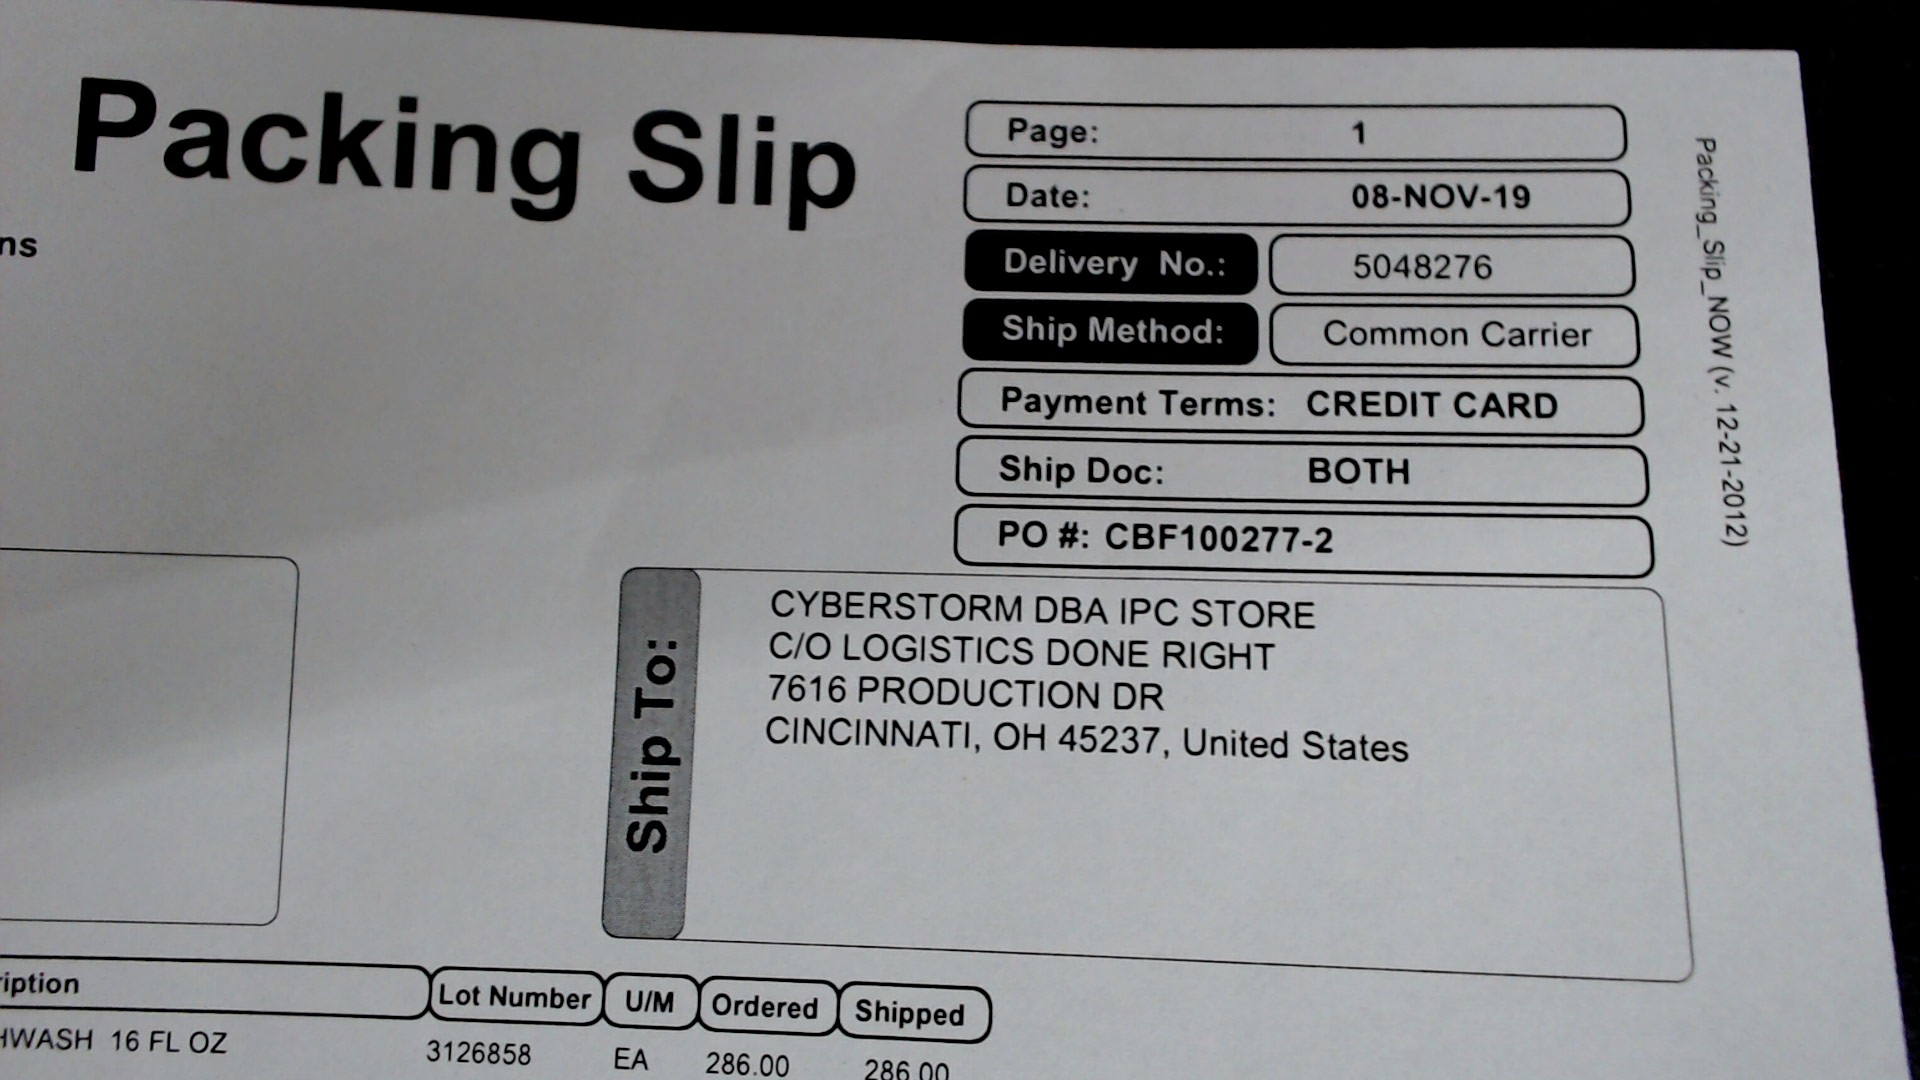 Packing Slip
ns
Page: 1
Date: 08-NOV-19
Delivery No.: 5048276
Ship Method: Common Carrier
Payment Terms: CREDIT CARD
Ship Doc: BOTH
PO #: CBF100277-2
Packing_Slip_NOW (v. 12-21-2012)
Ship To:
CYBERSTORM DBA IPC STORE
C/O LOGISTICS DONE RIGHT
7616 PRODUCTION DR
CINCINNATI, OH 45237, United States
iption Lot Number U/M Ordered Shipped
HWASH 16 FL OZ 3126858 EA 286.00 286.00